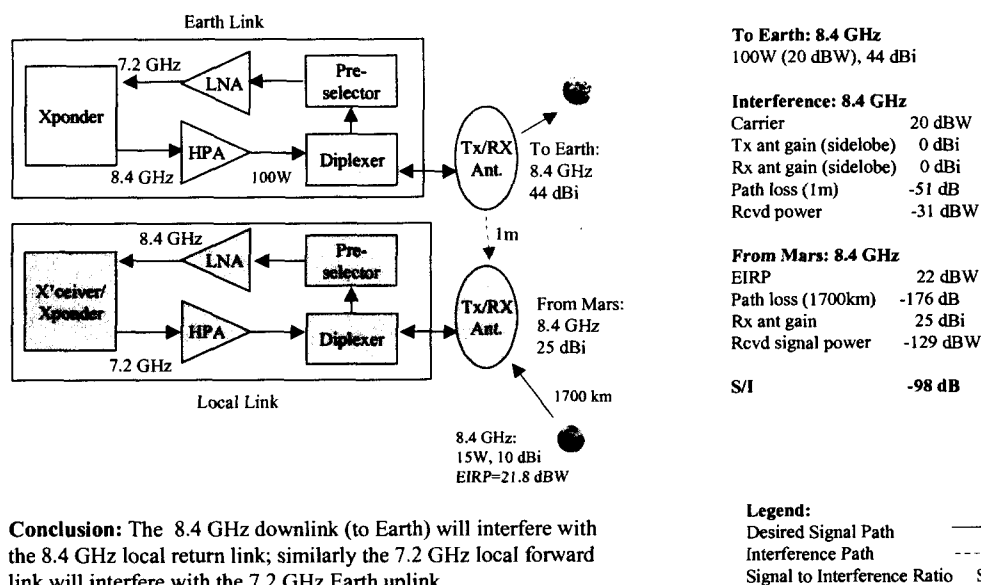 Earth Link
7.2 GHz
LNA
Pre-
selector
Xponder
HPA
8.4 GHz
100W
Diplexer
Tx/RX
Ant.
To Earth:
8.4 GHz
44 dBi
1m
8.4 GHz
LNA
Pre-
selector
X'ceiver/
Xponder
HPA
7.2 GHz
Diplexer
Tx/RX
Ant.
From Mars:
8.4 GHz
25 dBi
Local Link
1700 km
8.4 GHz:
15W, 10 dBi
EIRP=21.8 dBW
To Earth: 8.4 GHz
100W (20 dBW), 44 dBi
Interference: 8.4 GHz
Carrier 20 dBW
Tx ant gain (sidelobe) 0 dBi
Rx ant gain (sidelobe) 0 dBi
Path loss (1m) -51 dB
Rcvd power -31 dBW
From Mars: 8.4 GHz
EIRP 22 dBW
Path loss (1700km) -176 dB
Rx ant gain 25 dBi
Rcvd signal power -129 dBW
S/I -98 dB
Conclusion: The 8.4 GHz downlink (to Earth) will interfere with
the 8.4 GHz local return link; similarly the 7.2 GHz local forward
link will interfere with the 7.2 GHz Earth uplink
Legend:
Desired Signal Path
Interference Path
Signal to Interference Ratio S